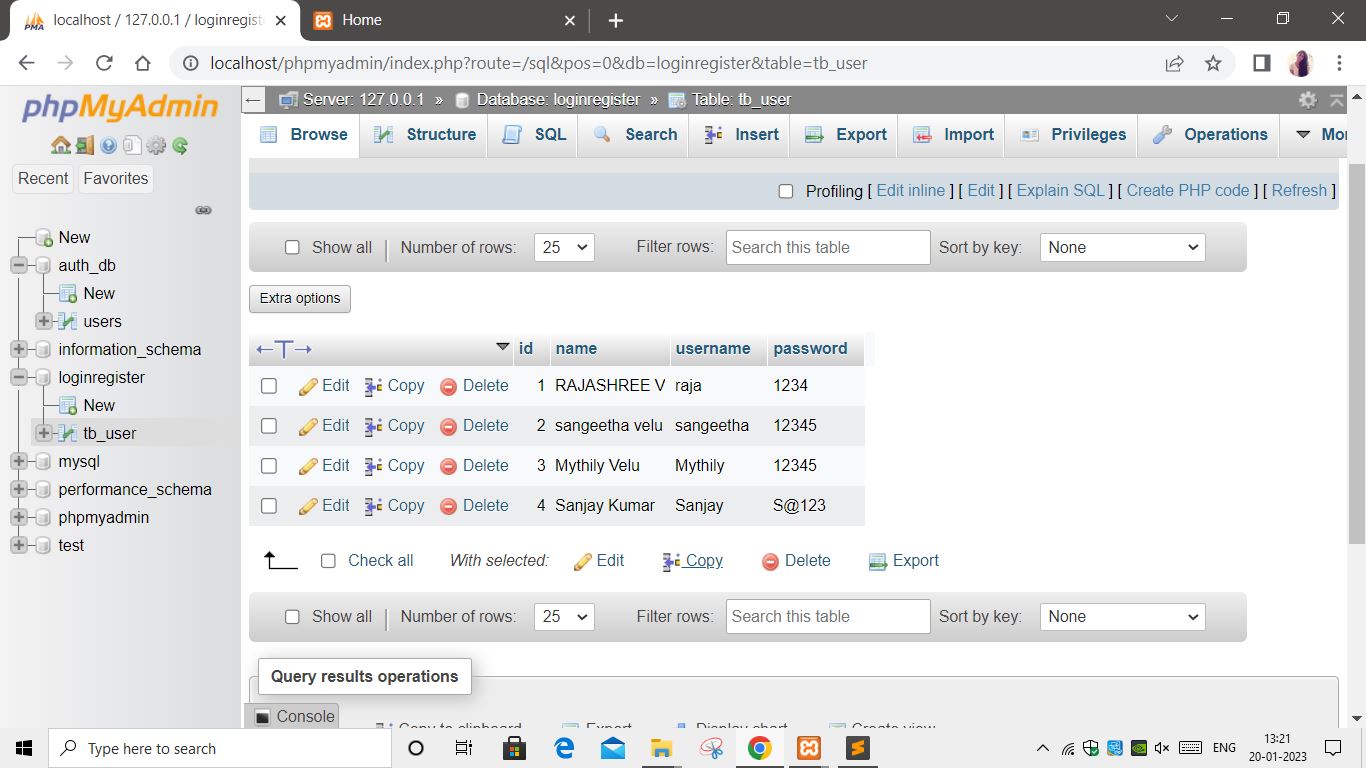 localhost / 127.0.0.1 / loginregist
Home
localhost/phpmyadmin/index.php?route=/sql&pos=0&db=loginregister&table=tb_user
phpMyAdmin
Server: 127.0.0.1 » Database: loginregister » Table: tb_user
Browse Structure SQL Search Insert Export Import Privileges Operations Mo
Recent Favorites
Profiling [ Edit inline ] [ Edit ] [ Explain SQL ] [ Create PHP code ] [ Refresh ]
New
auth_db
New
users
information_schema
loginregister
New
tb_user
mysql
performance_schema
phpmyadmin
test
Show all Number of rows: 25 Filter rows: Search this table Sort by key: None
Extra options
id name username password
Edit Copy Delete 1 RAJASHREE V raja 1234
Edit Copy Delete 2 sangeetha velu sangeetha 12345
Edit Copy Delete 3 Mythily Velu Mythily 12345
Edit Copy Delete 4 Sanjay Kumar Sanjay S@123
Check all With selected: Edit Copy Delete Export
Show all Number of rows: 25 Filter rows: Search this table Sort by key: None
Query results operations
Console
Copy to clipboard Export Display chart Create view
Type here to search
ENG
13:21
20-01-2023